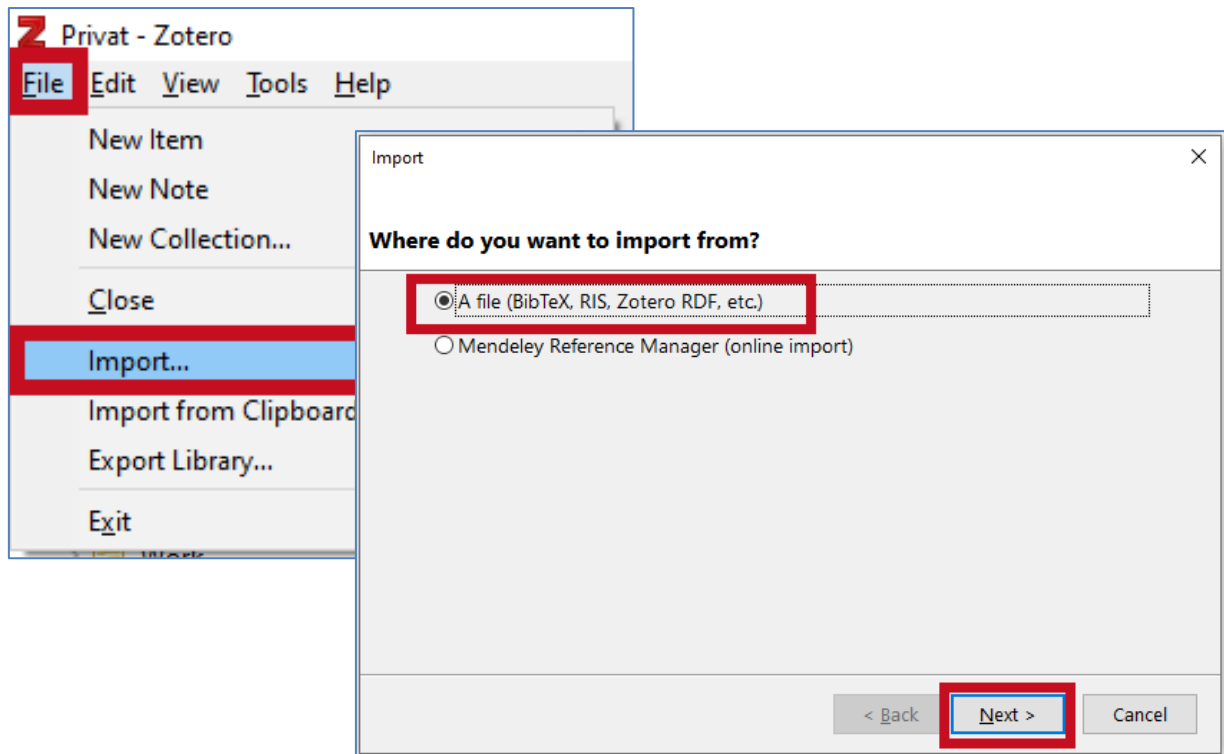 Privat - Zotero
File Edit View Tools Help
New Item
New Note
New Collection...
Close
Import...
Import from Clipboard
Export Library...
Exit
Work
Import
Where do you want to import from?
A file (BibTeX, RIS, Zotero RDF, etc.)
Mendeley Reference Manager (online import)
< Back Next > Cancel